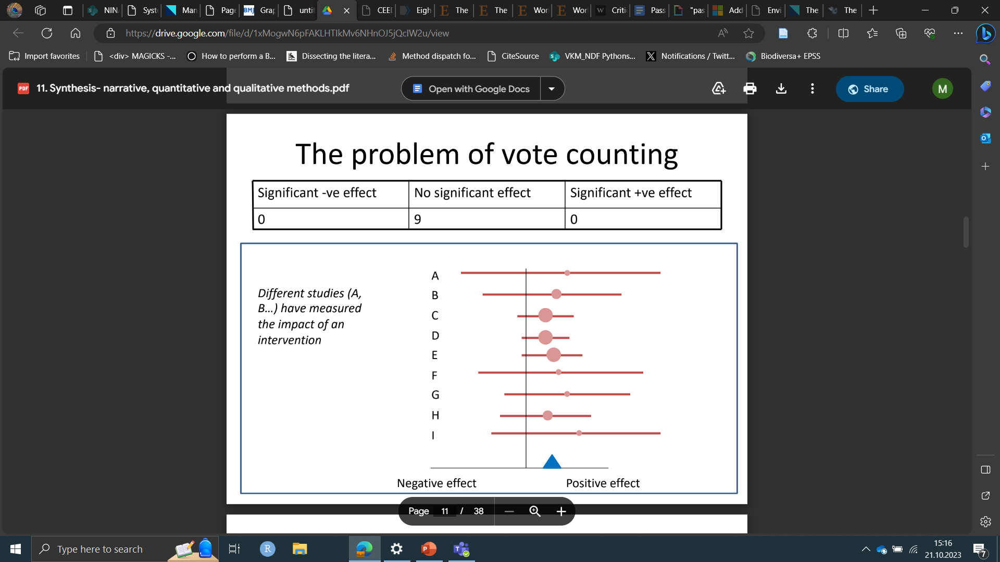 NIN
Syst
Man
Page
BMJ
Grap
unti
CEEI
Eigh
E
The
E
The
E
Wor
E
Wor
W
Critic
Pass
"pas
Add
Envi
The
The
https://drive.google.com/file/d/1xMogwN6pFAKLHTIkMv6NHnOJ5jQcIW2u/view
Import favorites
<div> MAGICKS -...
How to perform a B...
Dissecting the litera...
Method dispatch fo...
CiteSource
VKM_NDF Pythons...
Notifications / Twitt...
Biodiversa+ EPSS
PDF
11. Synthesis- narrative, quantitative and qualitative methods.pdf
Open with Google Docs
Share
M
The problem of vote counting
Significant -ve effect
No significant effect
Significant +ve effect
0
9
0
Different studies (A,
B...) have measured
the impact of an
intervention
A
B
C
D
E
F
G
H
I
Negative effect
Positive effect
Page 11 / 38
Type here to search
R
P
T
15:16
21.10.2023
7